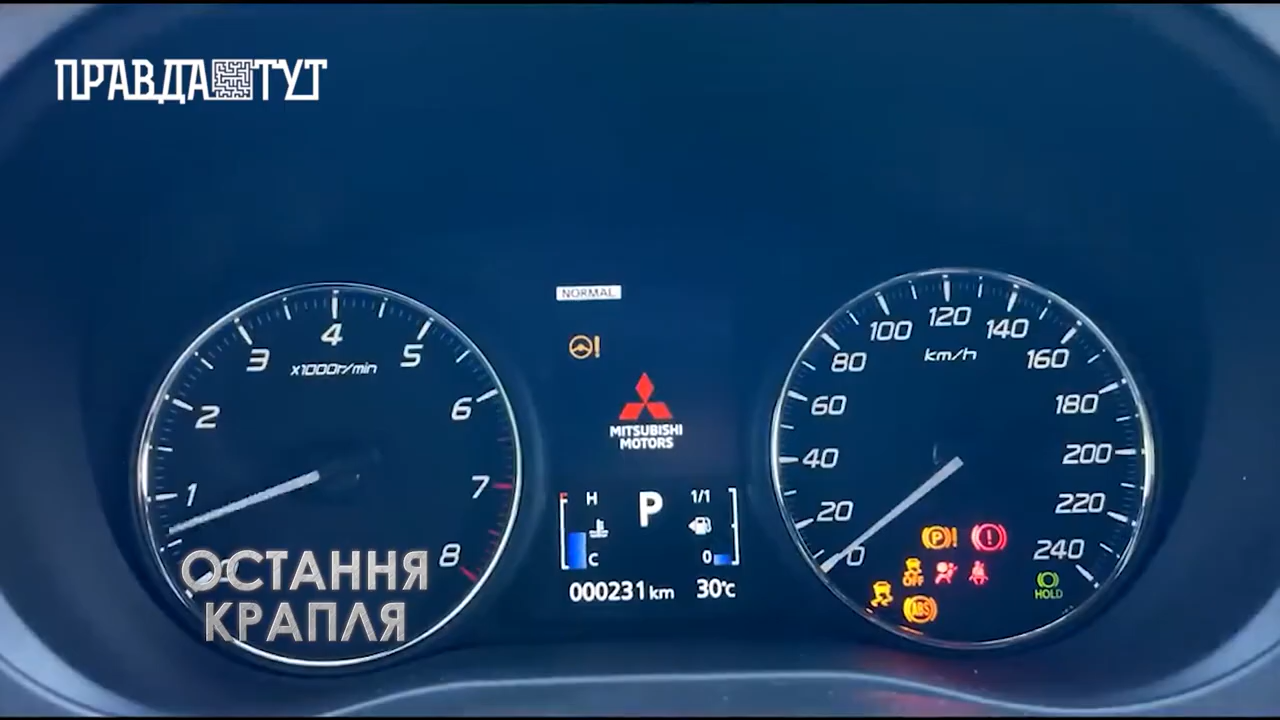 ПРАВДА ТУТ
NORMAL
1
2
3
4
5
6
7
8
x1000r/min
MITSUBISHI
MOTORS
H
C
P
1/1
0
000231 km
30°C
0
20
40
60
80
100
120
140
160
180
200
220
240
km/h
P
OFF
ABS
HOLD
ОСТАННЯ
КРАПЛЯ